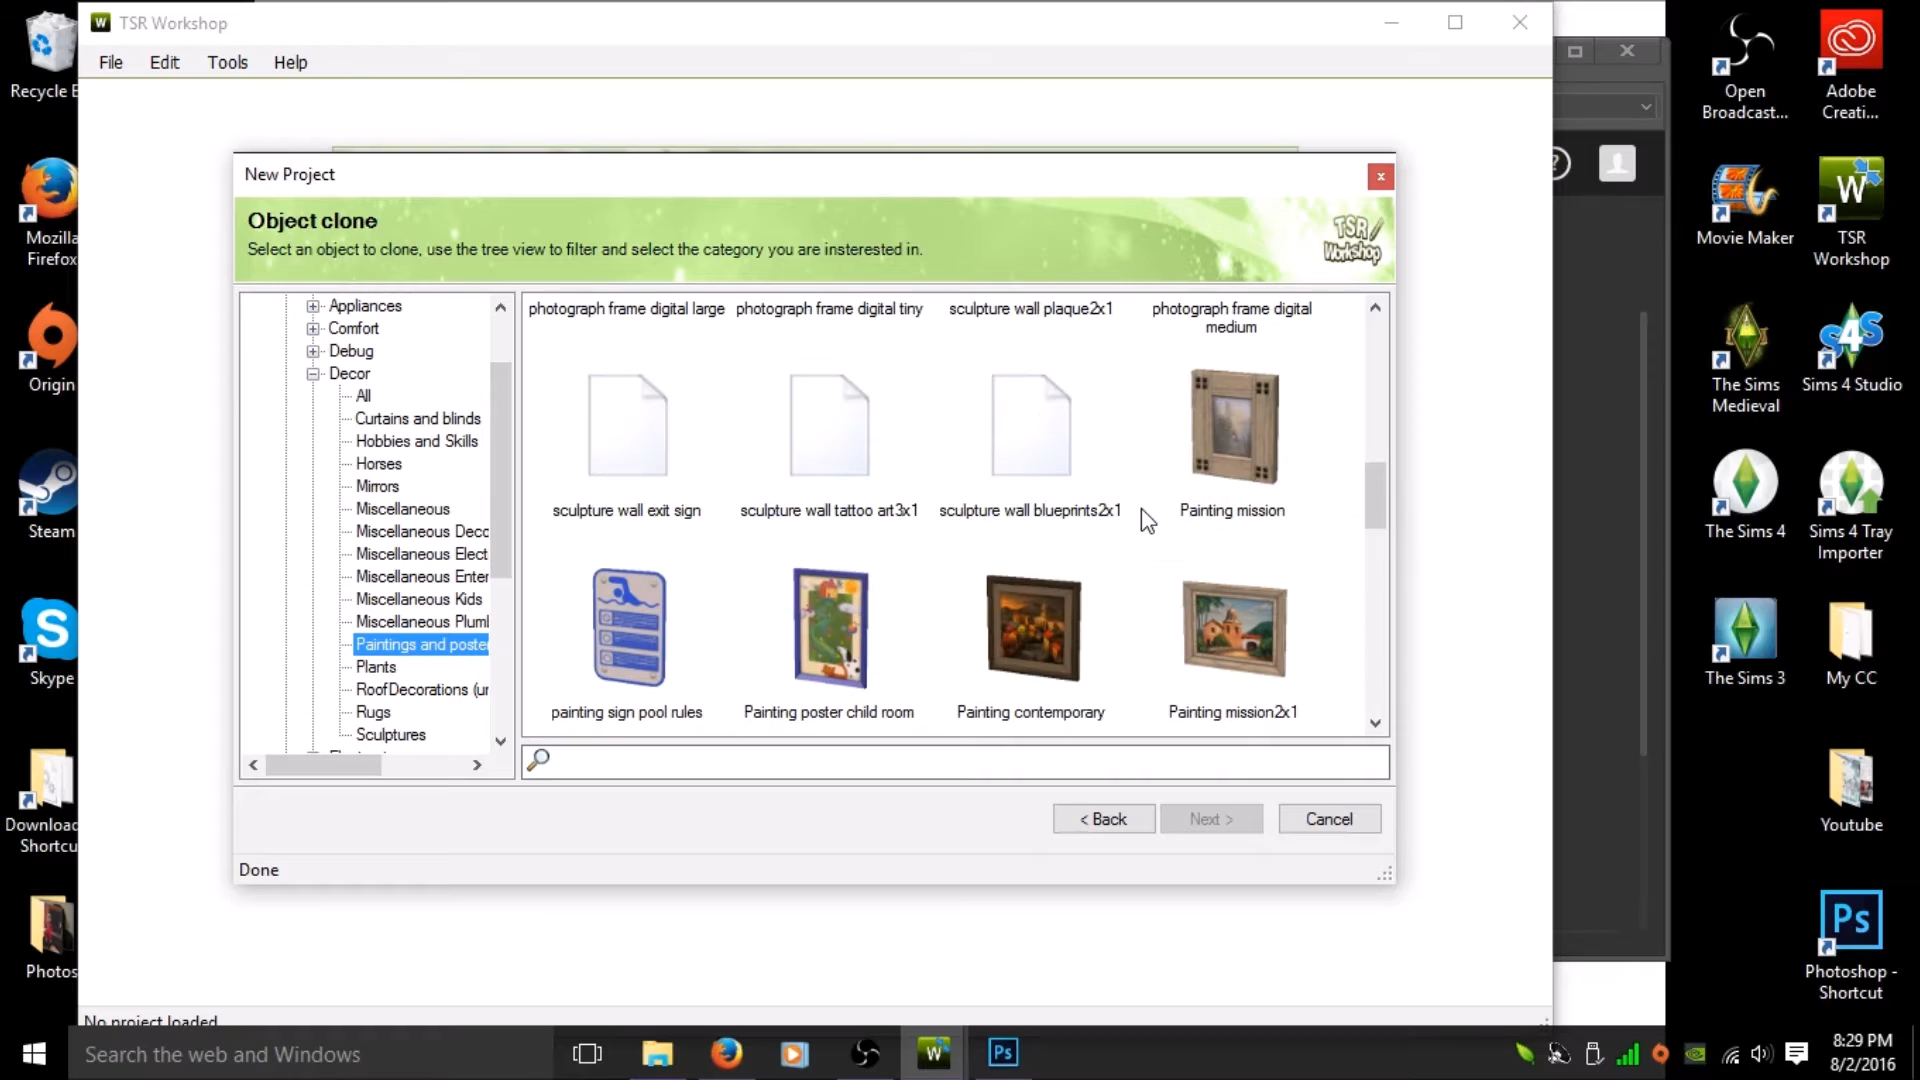 TSR Workshop
File Edit Tools Help
New Project
x
Object clone
Select an object to clone, use the tree view to filter and select the category you are insterested in.
TSR Workshop
Appliances
Comfort
Debug
Decor
All
Curtains and blinds
Hobbies and Skills
Horses
Mirrors
Miscellaneous
Miscellaneous Deco
Miscellaneous Elect
Miscellaneous Enter
Miscellaneous Kids
Miscellaneous Plum
Paintings and poste
Plants
RoofDecorations (ur
Rugs
Sculptures
photograph frame digital large
photograph frame digital tiny
sculpture wall plaque2x1
photograph frame digital
medium
sculpture wall exit sign
sculpture wall tattoo art3x1
sculpture wall blueprints2x1
Painting mission
painting sign pool rules
Painting poster child room
Painting contemporary
Painting mission2x1
< Back
Next >
Cancel
Done
No project loaded
Recycle B
Mozilla
Firefox
Origin
Steam
Skype
Download
Shortcu
Photos
Open
Broadcast...
Adobe
Creati...
Movie Maker
TSR
Workshop
The Sims
Medieval
Sims 4 Studio
The Sims 4
Sims 4 Tray
Importer
The Sims 3
My CC
Youtube
Ps
Photoshop -
Shortcut
Search the web and Windows
W
Ps
8:29 PM
8/2/2016